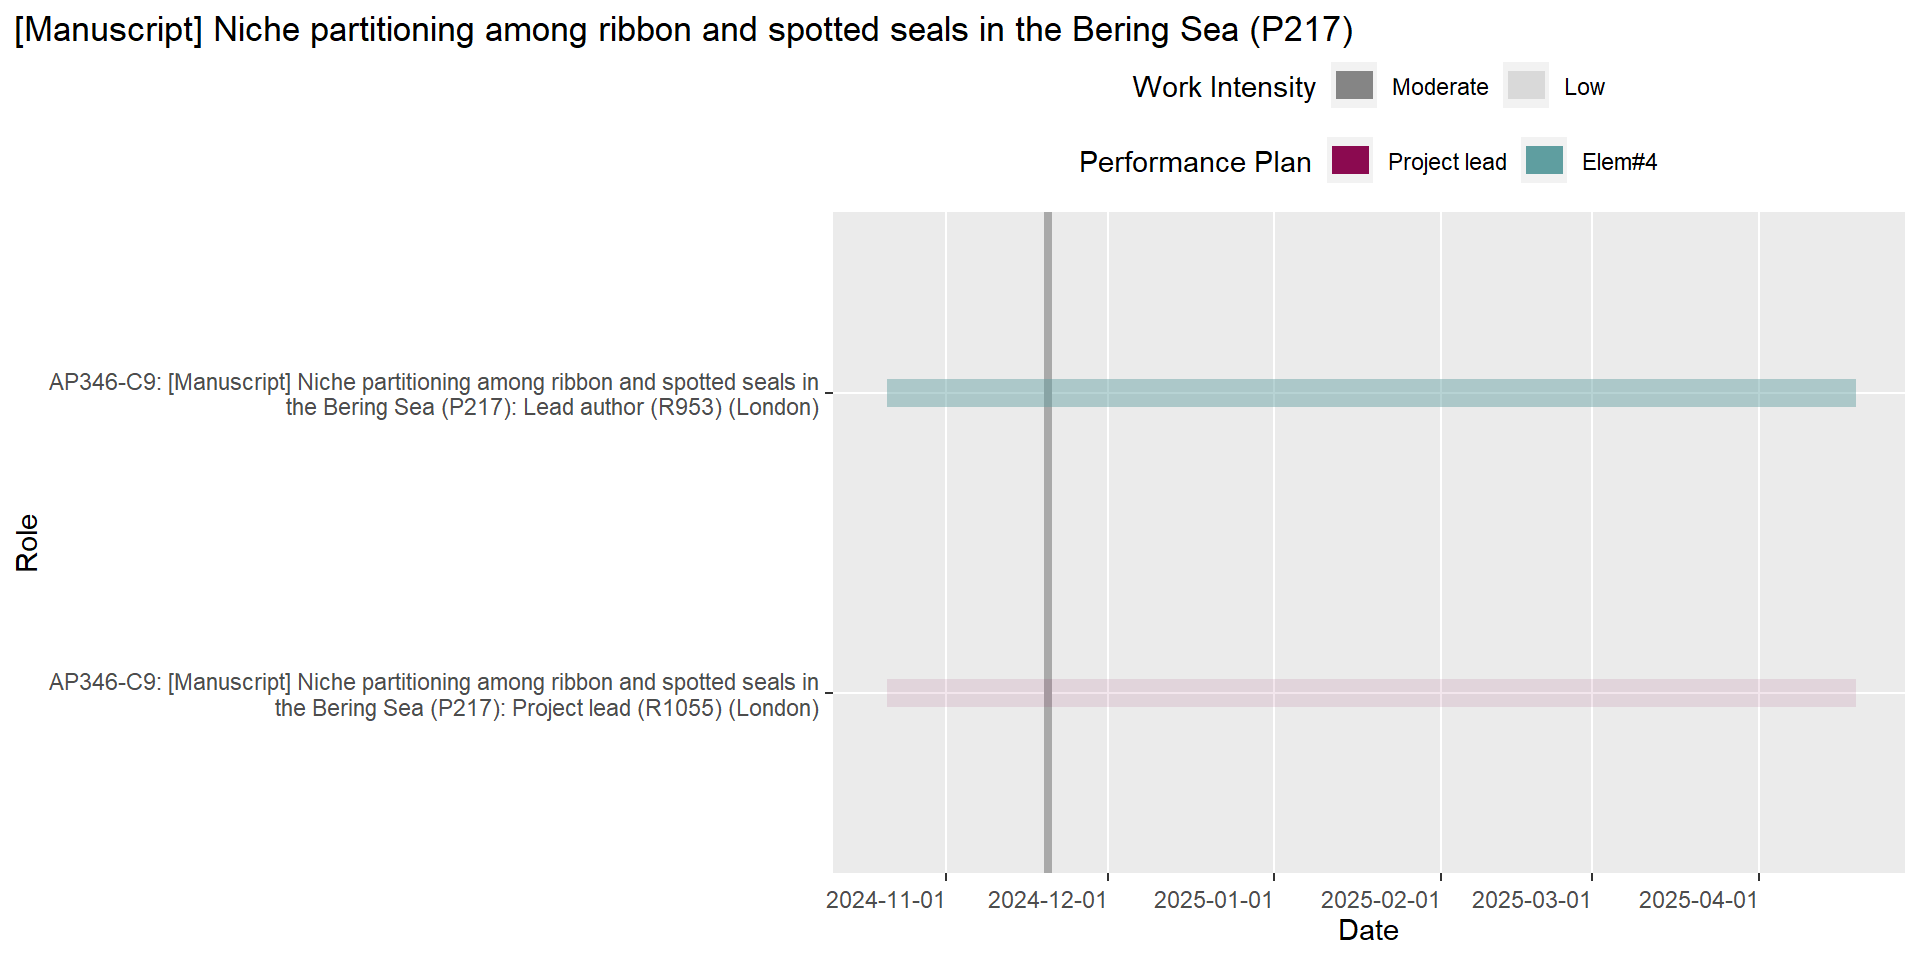 [Manuscript] Niche partitioning among ribbon and spotted seals in the Bering Sea (P217)
Work Intensity Moderate Low
Performance Plan Project lead Elem#4
AP346-C9: [Manuscript] Niche partitioning among ribbon and spotted seals in
the Bering Sea (P217): Lead author (R953) (London)
Role
AP346-C9: [Manuscript] Niche partitioning among ribbon and spotted seals in
the Bering Sea (P217): Project lead (R1055) (London)
2024-11-01 2024-12-01 2025-01-01 2025-02-01 2025-03-01 2025-04-01
Date